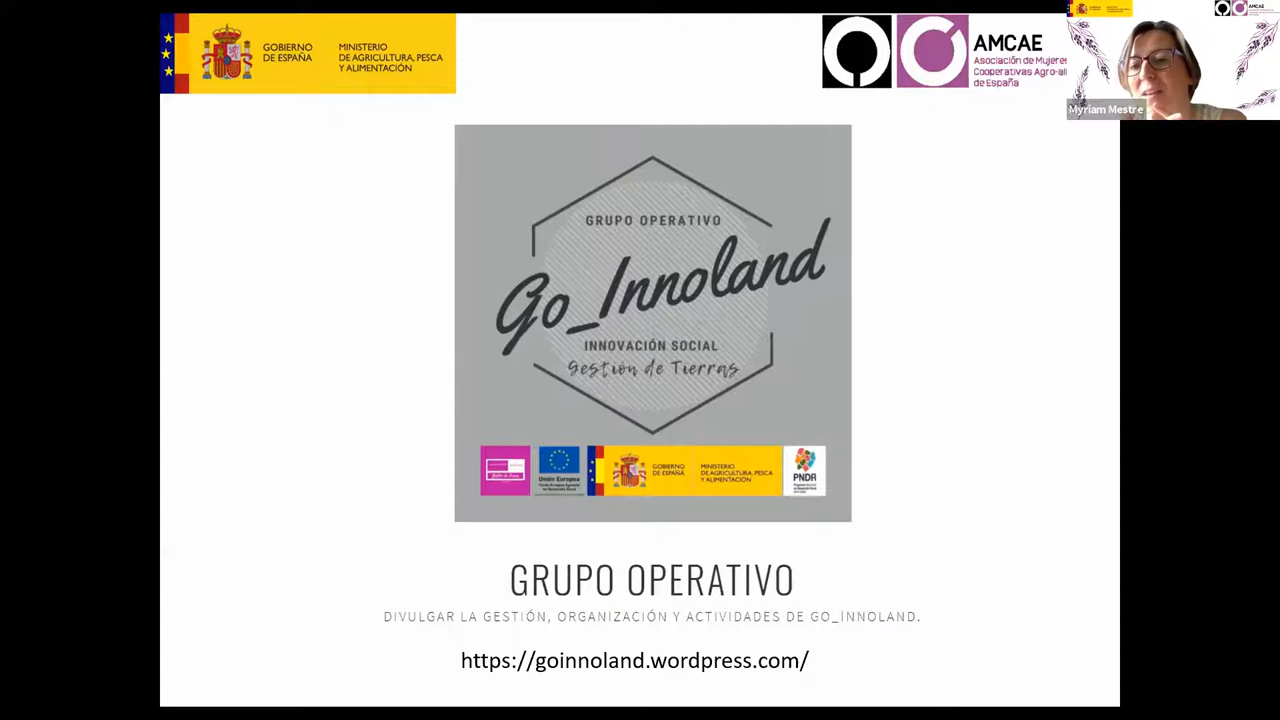 GOBIERNO
DE ESPAÑA
MINISTERIO
DE AGRICULTURA, PESCA
Y ALIMENTACIÓN
AMCAE
Asociación de Mujeres
Cooperativas Agro-ali
de España
Myriam Mestre
GRUPO OPERATIVO
Go_Innoland
INNOVACIÓN SOCIAL
Gestión de Tierras
Unión Europea
GOBIERNO
DE ESPAÑA
MINISTERIO
DE AGRICULTURA, PESCA
Y ALIMENTACIÓN
PNDR
GRUPO OPERATIVO
DIVULGAR LA GESTIÓN, ORGANIZACIÓN Y ACTIVIDADES DE GO_INNOLAND.
https://goinnoland.wordpress.com/